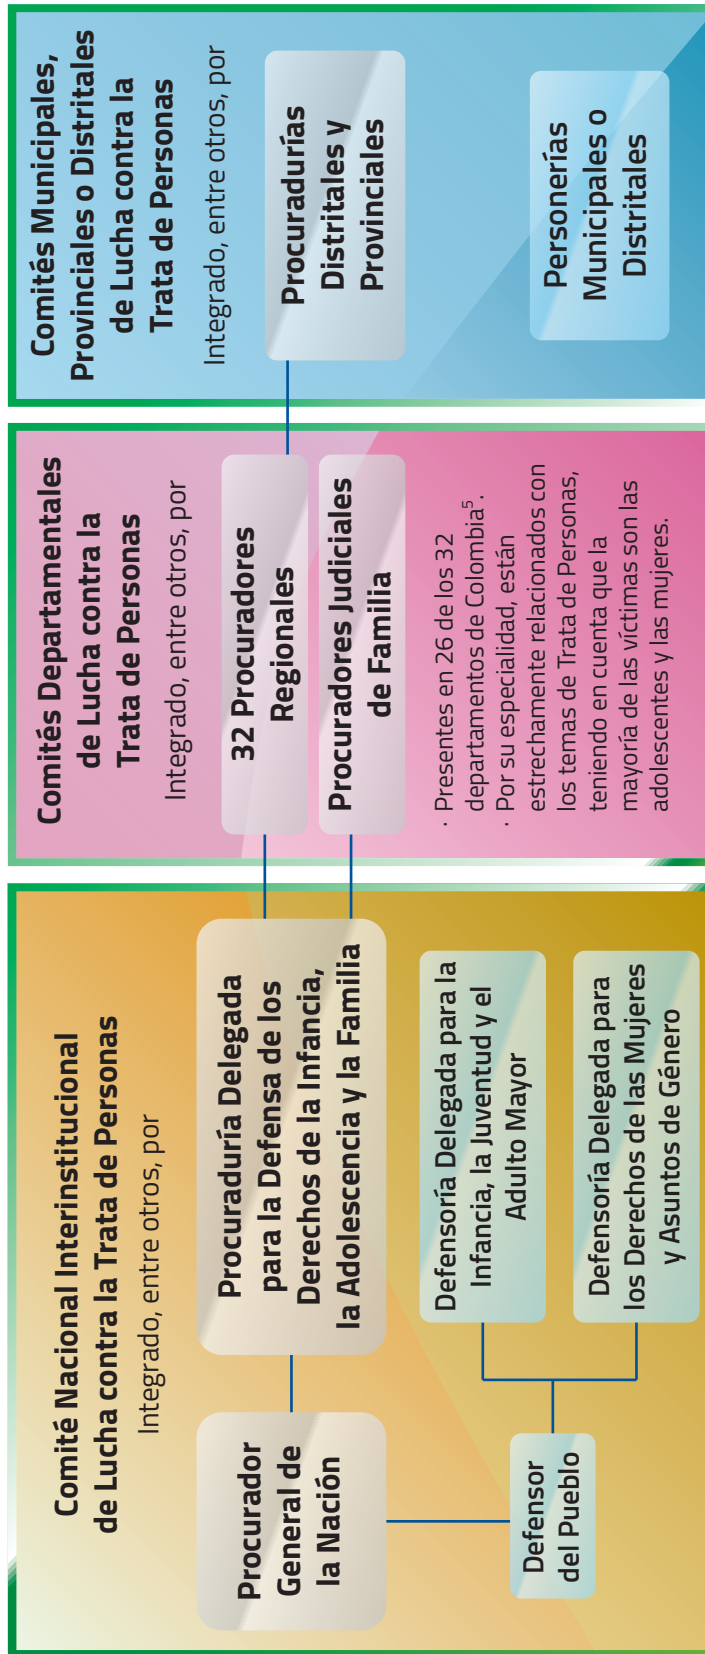 Comité Nacional Interinstitucional
de Lucha contra la Trata de Personas
Integrado, entre otros, por
Procurador
General de
la Nación
Procuraduría Delegada
para la Defensa de los
Derechos de la Infancia,
la Adolescencia y la Familia
Defensor
del Pueblo
Defensoría Delegada para la
Infancia, la Juventud y el
Adulto Mayor
Defensoría Delegada para
los Derechos de las Mujeres
y Asuntos de Género
Comités Departamentales
de Lucha contra la
Trata de Personas
Integrado, entre otros, por
32 Procuradores
Regionales
Procuradores Judiciales
de Familia
· Presentes en 26 de los 32
departamentos de Colombia⁵.
· Por su especialidad, están
estrechamente relacionados con
los temas de Trata de Personas,
teniendo en cuenta que la
mayoría de las víctimas son las
adolescentes y las mujeres.
Comités Municipales,
Provinciales o Distritales
de Lucha contra la
Trata de Personas
Integrado, entre otros, por
Procuradurías
Distritales y
Provinciales
Personerías
Municipales o
Distritales